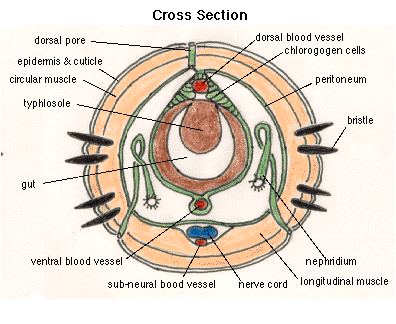 Cross Section
dorsal pore
dorsal blood vessel
chlorogogen cells
epidermis & cuticle
circular muscle
peritoneum
typhlosole
bristle
gut
ventral blood vessel
nephridium
sub-neural bood vessel
nerve cord
longitudinal muscle